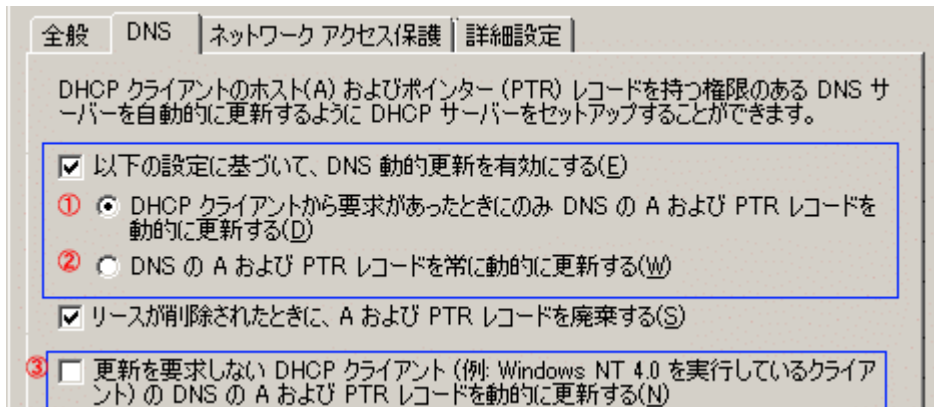 全般 DNS ネットワーク アクセス保護 詳細設定
DHCP クライアントのホスト(A) およびポインター (PTR) レコードを持つ権限のある DNS サ
ーバーを自動的に更新するように DHCP サーバーをセットアップすることができます。
以下の設定に基づいて、DNS 動的更新を有効にする(E)
① DHCP クライアントから要求があったときにのみ DNS の A および PTR レコードを
動的に更新する(D)
② DNS の A および PTR レコードを常に動的に更新する(W)
リースが削除されたときに、A および PTR レコードを廃棄する(S)
③ 更新を要求しない DHCP クライアント (例: Windows NT 4.0 を実行しているクライア
ント) の DNS の A および PTR レコードを動的に更新する(N)